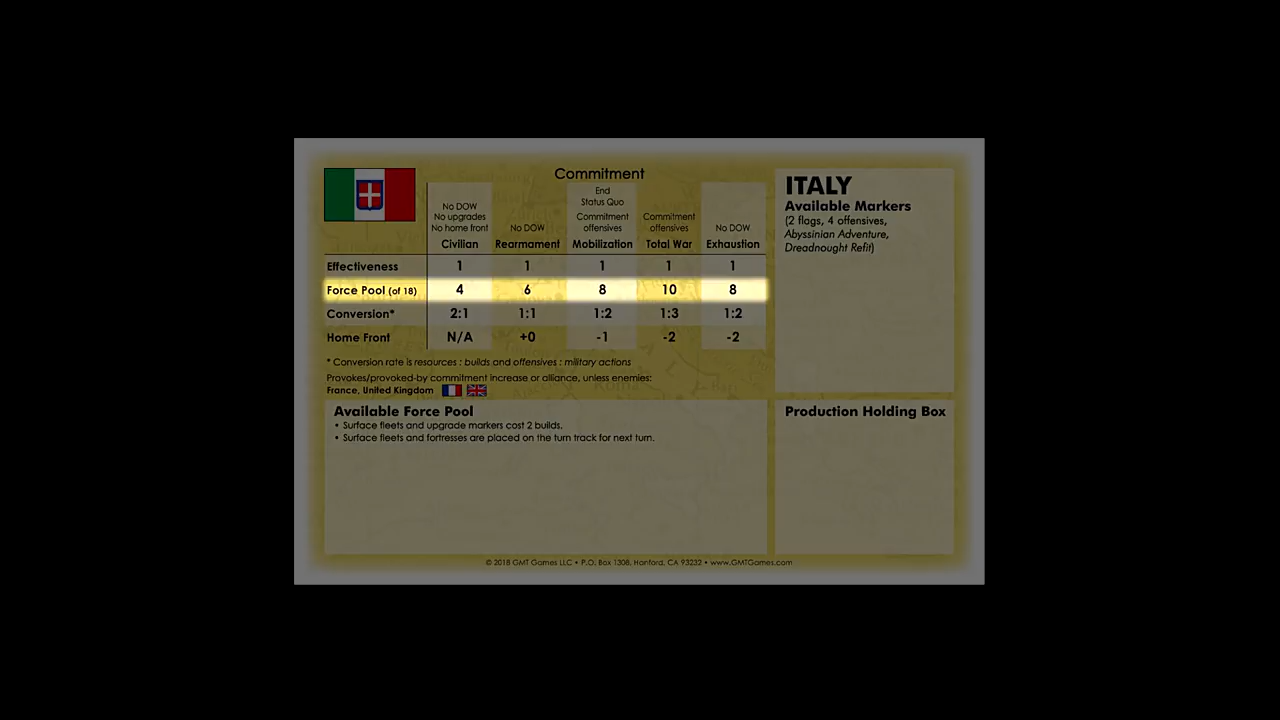 Commitment
No DOW
No upgrades
No home front
Civilian
No DOW
Rearmament
End
Status Quo
Commitment
offensives
Mobilization
Commitment
offensives
Total War
No DOW
Exhaustion
Effectiveness 1 1 1 1 1
Force Pool (of 18) 4 6 8 10 8
Conversion* 2:1 1:1 1:2 1:3 1:2
Home Front N/A +0 -1 -2 -2
* Conversion rate is resources : builds and offensives : military actions
Provokes/provoked-by commitment increase or alliance, unless enemies:
France, United Kingdom
ITALY
Available Markers
(2 flags, 4 offensives,
Abyssinian Adventure,
Dreadnought Refit)
Available Force Pool
• Surface fleets and upgrade markers cost 2 builds.
• Surface fleets and fortresses are placed on the turn track for next turn.
Production Holding Box
© 2018 GMT Games LLC • P.O. Box 1308, Hanford, CA 93232 • www.GMTGames.com